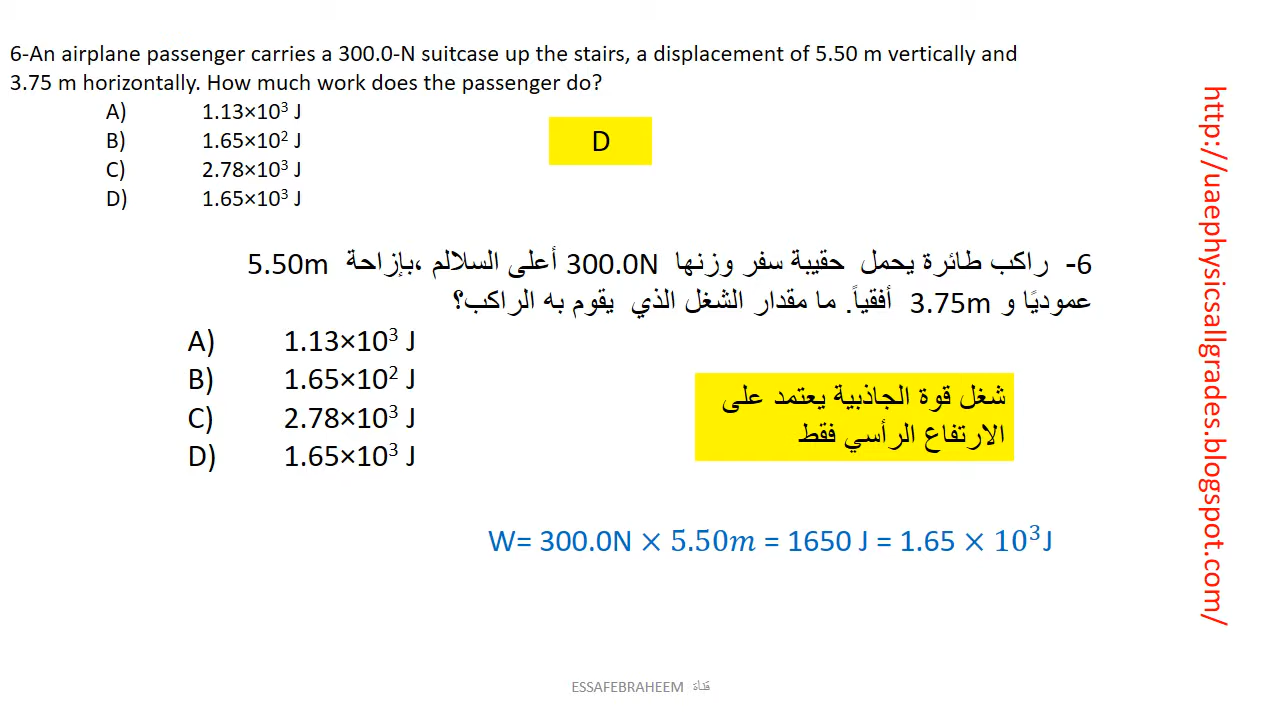 6-An airplane passenger carries a 300.0-N suitcase up the stairs, a displacement of 5.50 m vertically and
3.75 m horizontally. How much work does the passenger do?
A) 1.13×10³ J
B) 1.65×10² J
C) 2.78×10³ J
D) 1.65×10³ J
D
6- راكب طائرة يحمل حقيبة سفر وزنها 300.0N أعلى السلالم ،بإزاحة 5.50m
عموديًا و 3.75m أفقياً. ما مقدار الشغل الذي يقوم به الراكب؟
A) 1.13×10³ J
B) 1.65×10² J
C) 2.78×10³ J
D) 1.65×10³ J
شغل قوة الجاذبية يعتمد على
الارتفاع الرأسي فقط
W= 300.0N × 5.50m = 1650 J = 1.65 × 10³J
http://uaephysicsallgrades.blogspot.com/
ESSAFEBRAHEEM قناة